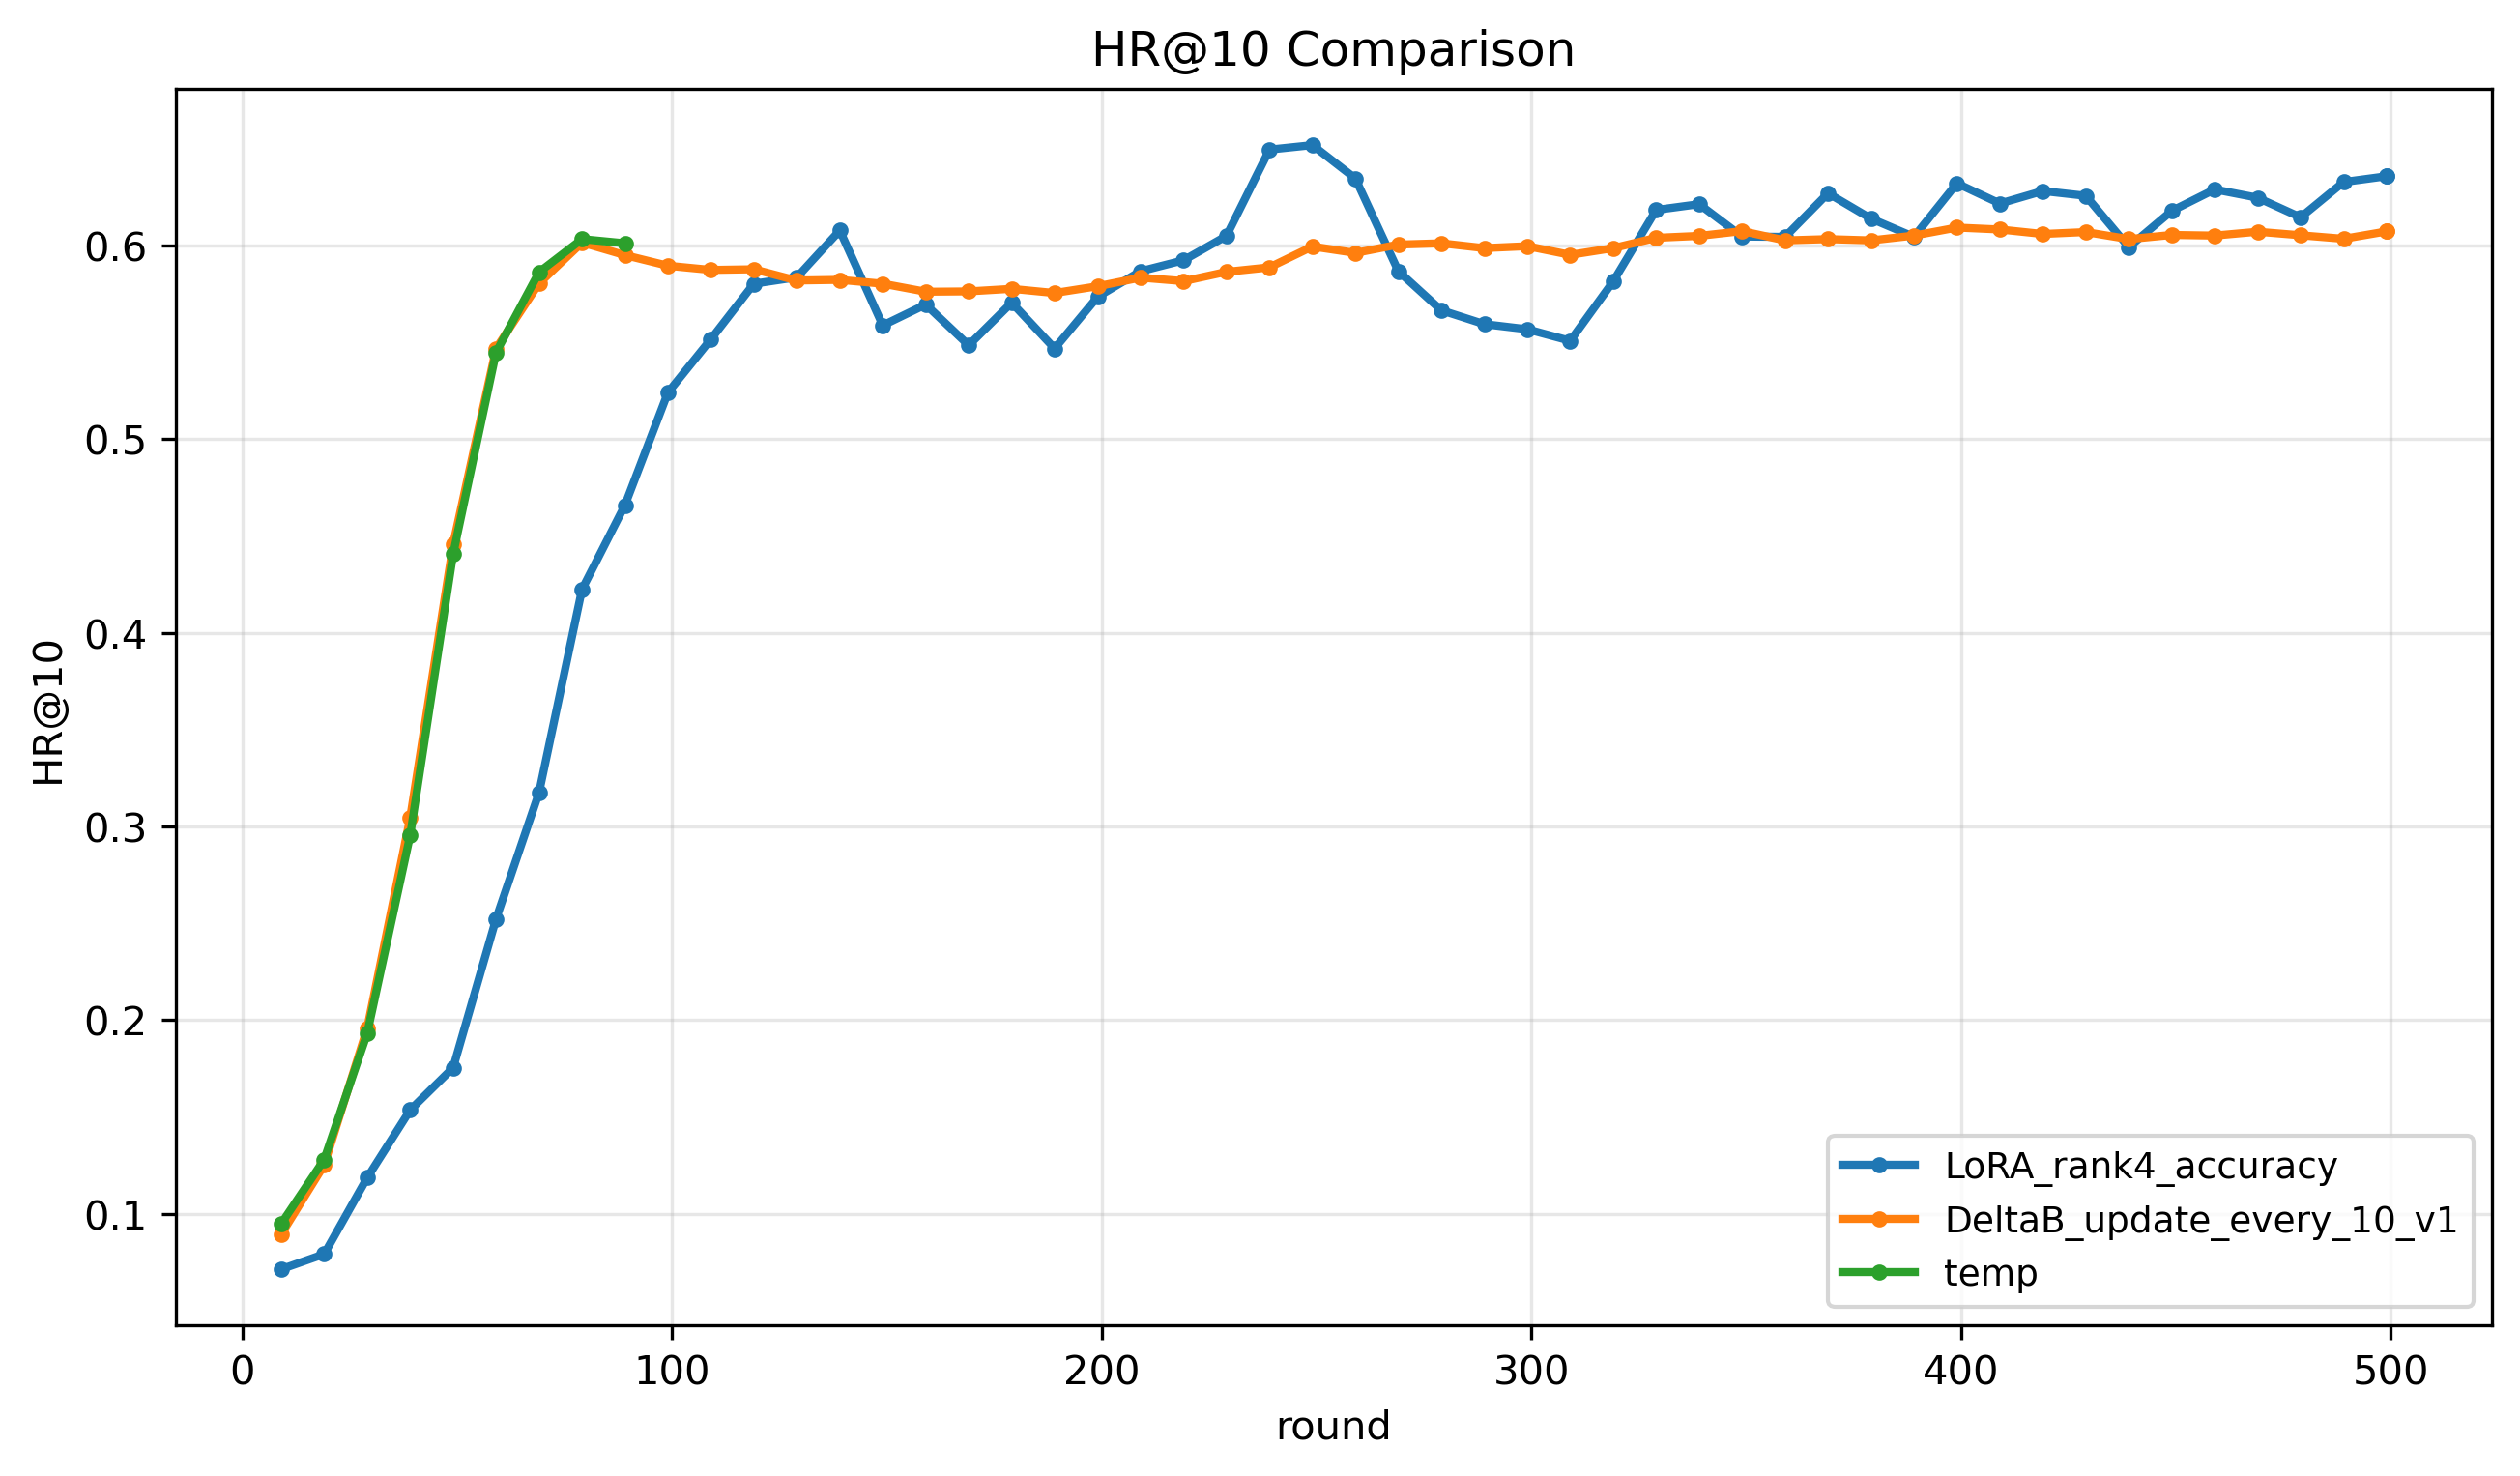 HR@10 Comparison
HR@10
0.6
0.5
0.4
0.3
0.2
0.1
0
100
200
300
400
500
round
LoRA_rank4_accuracy
DeltaB_update_every_10_v1
temp